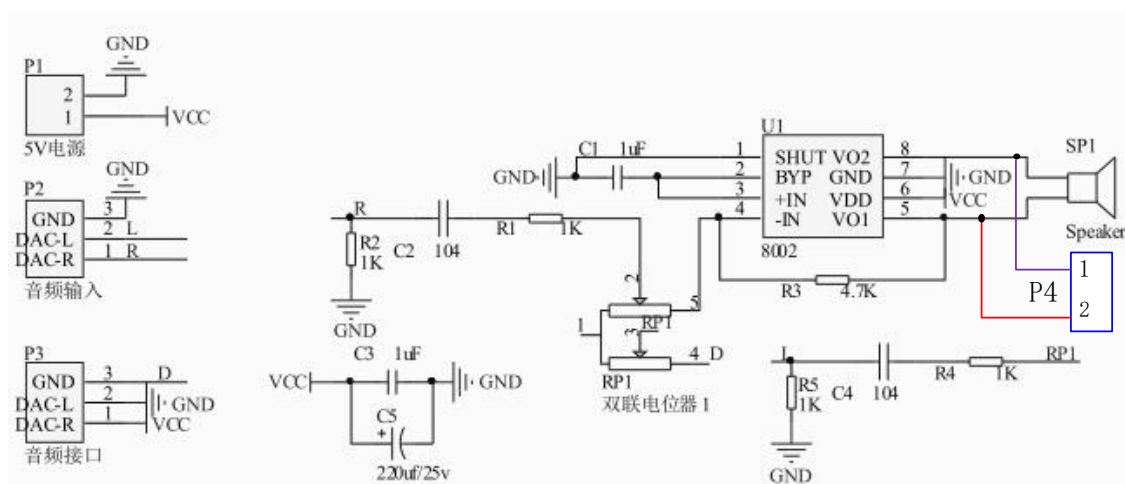 GND
P1
2
1
VCC
5V电源
GND
P2
GND
3
DAC-L
2
L
DAC-R
1
R
音频输入
P3
GND
3
D
DAC-L
2
GND
DAC-R
1
VCC
音频接口
R
R2
1K
GND
C2
104
R1
1K
2
1
5
RP1
3
4
D
RP1
双联电位器1
VCC
C3
1uF
GND
C5
+
220uf/25v
GND
C1
1uF
U1
1
SHUT
VO2
8
2
BYP
GND
7
GND
3
+IN
VDD
6
VCC
4
-IN
VO1
5
8002
R3
4.7K
SP1
Speaker
P4
1
2
L
R5
1K
GND
C4
104
R4
1K
RP1